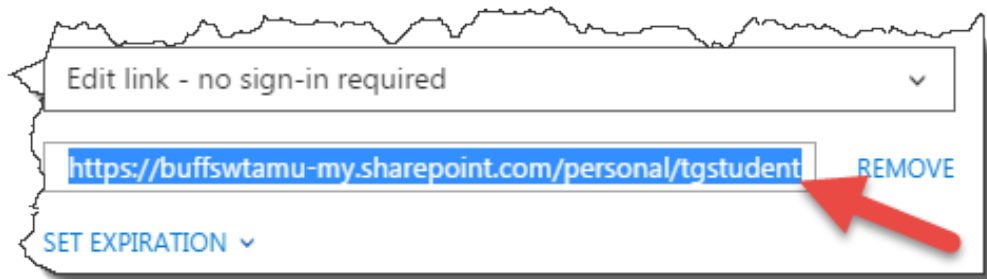 Edit link - no sign-in required
https://buffswtamu-my.sharepoint.com/personal/tgstudent REMOVE
SET EXPIRATION